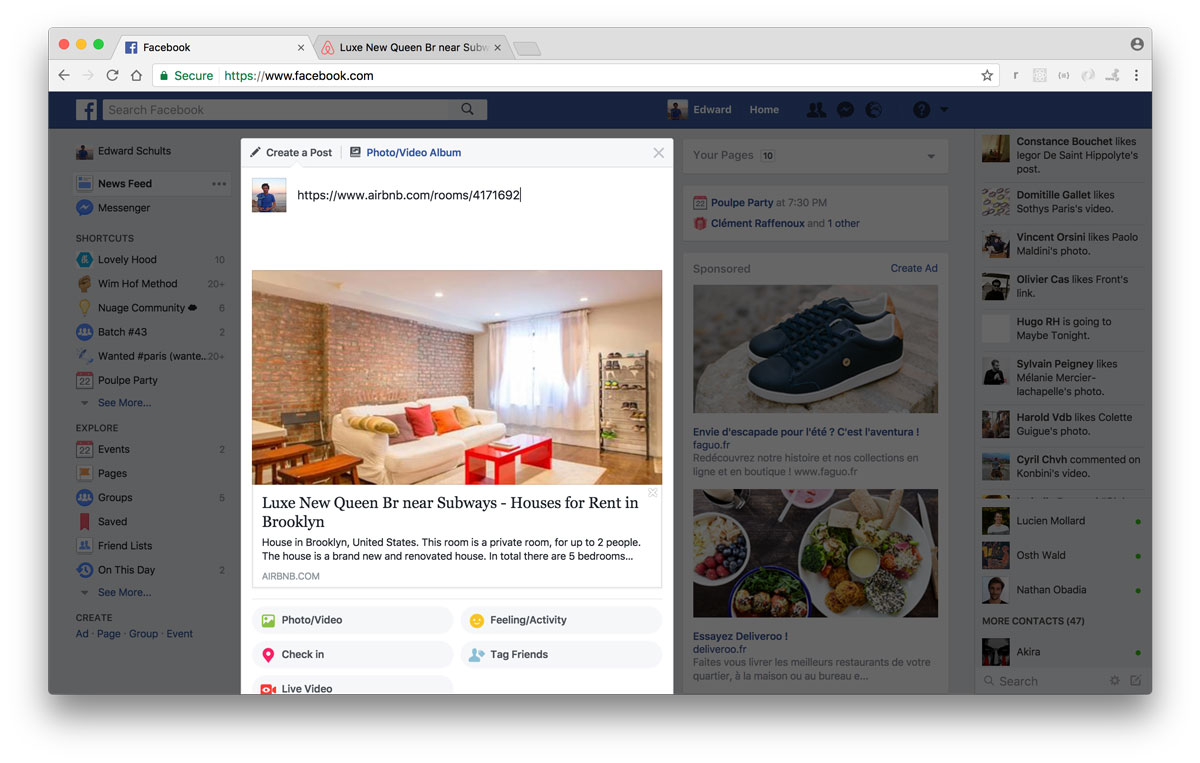 Facebook
Luxe New Queen Br near Subw
Secure https://www.facebook.com
Search Facebook
Edward
Home
Edward Schults
News Feed
Messenger
SHORTCUTS
Lovely Hood 10
Wim Hof Method 20+
Nuage Community 6
Batch #43 2
Wanted #paris (wante... 20+
22 Poulpe Party
See More...
EXPLORE
22 Events 2
Pages
Groups 5
Saved
Friend Lists
On This Day 2
See More...
CREATE
Ad · Page · Group · Event
Create a Post
Photo/Video Album
https://www.airbnb.com/rooms/4171692
Luxe New Queen Br near Subways - Houses for Rent in
Brooklyn
House in Brooklyn, United States. This room is a private room, for up to 2 people.
The house is a brand new and renovated house. In total there are 5 bedrooms...
AIRBNB.COM
Photo/Video
Feeling/Activity
Check in
Tag Friends
Live Video
Your Pages 10
22 Poulpe Party at 7:30 PM
Clément Raffenoux and 1 other
Sponsored
Create Ad
Envie d'escapade pour l'été ? C'est l'aventura !
faguo.fr
Redécouvrez notre histoire et nos collections en
ligne et en boutique ! www.faguo.fr
Essayez Deliveroo !
deliveroo.fr
Faites vous livrer les meilleurs restaurants de votre
quartier, à la maison ou au bureau e...
Constance Bouchet likes
Iegor De Saint Hippolyte's
post.
Domitille Gallet likes
Sothys Paris's video.
Vincent Orsini likes Paolo
Maldini's photo.
Olivier Cas likes Front's
link.
Hugo RH is going to
Maybe Tonight.
Sylvain Peigney likes
Mélanie Mercier-
lachapelle's photo.
Harold Vdb likes Colette
Guigue's photo.
Cyril Chvh commented on
Konbini's video.
Lucien Mollard
Osth Wald
Nathan Obadia
MORE CONTACTS (47)
Akira
Search